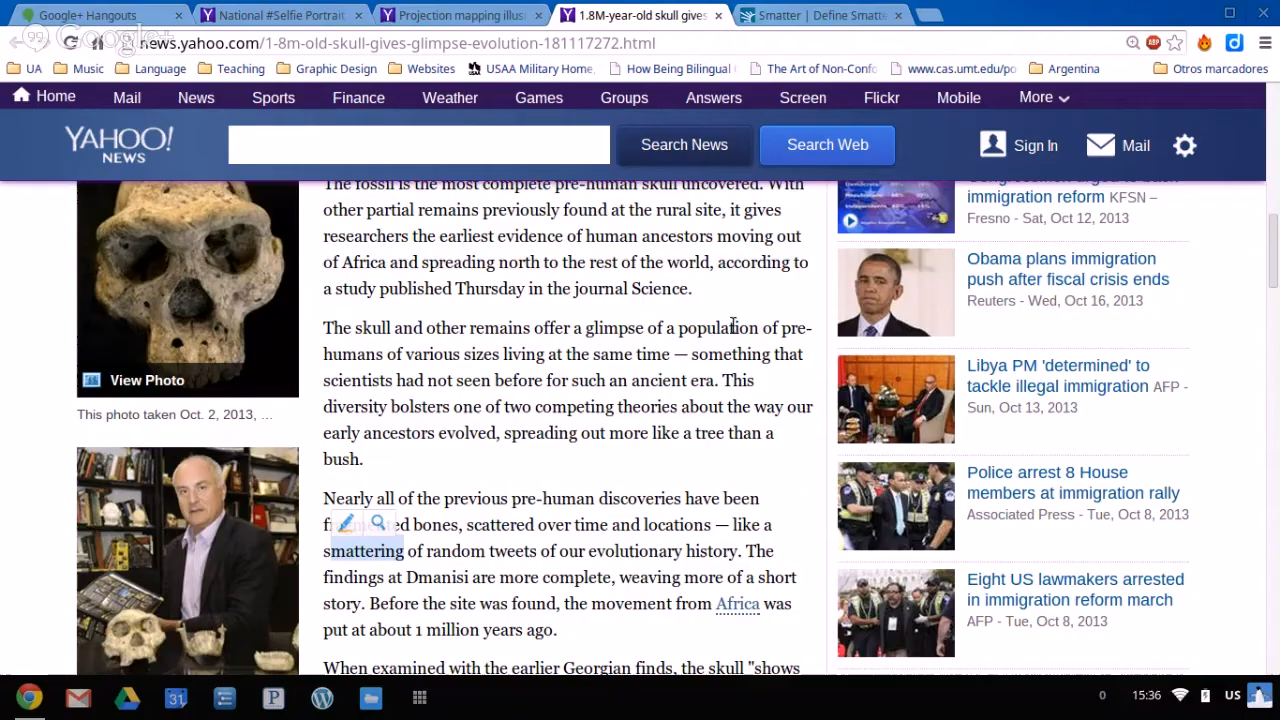 Google+ Hangouts
National #Selfie Portrait
Projection mapping illus
1.8M-year-old skull gives
Smatter | Define Smatte
Google+
news.yahoo.com/1-8m-old-skull-gives-glimpse-evolution-181117272.html
UA
Music
Language
Teaching
Graphic Design
Websites
USAA Military Home,
How Being Bilingual
The Art of Non-Confo
www.cas.umt.edu/po
Argentina
Otros marcadores
Home
Mail
News
Sports
Finance
Weather
Games
Groups
Answers
Screen
Flickr
Mobile
More
YAHOO!
NEWS
Search News
Search Web
Sign In
Mail
View Photo
This photo taken Oct. 2, 2013, ...
The fossil is the most complete pre-human skull uncovered. With
other partial remains previously found at the rural site, it gives
researchers the earliest evidence of human ancestors moving out
of Africa and spreading north to the rest of the world, according to
a study published Thursday in the journal Science.
The skull and other remains offer a glimpse of a population of pre-
humans of various sizes living at the same time — something that
scientists had not seen before for such an ancient era. This
diversity bolsters one of two competing theories about the way our
early ancestors evolved, spreading out more like a tree than a
bush.
Nearly all of the previous pre-human discoveries have been
bones, scattered over time and locations — like a
smattering of random tweets of our evolutionary history. The
findings at Dmanisi are more complete, weaving more of a short
story. Before the site was found, the movement from Africa was
put at about 1 million years ago.
When examined with the earlier Georgian finds, the skull "shows
immigration reform KFSN –
Fresno - Sat, Oct 12, 2013
Obama plans immigration
push after fiscal crisis ends
Reuters - Wed, Oct 16, 2013
Libya PM 'determined' to
tackle illegal immigration AFP -
Sun, Oct 13, 2013
Police arrest 8 House
members at immigration rally
Associated Press - Tue, Oct 8, 2013
Eight US lawmakers arrested
in immigration reform march
AFP - Tue, Oct 8, 2013
31
0
15:36
US